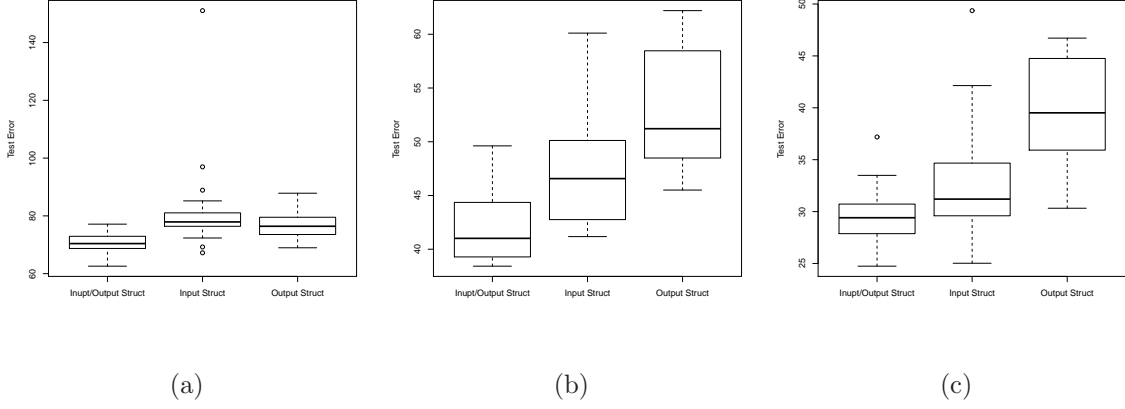 Test Error
60
80
100
120
140
Inupt/Output Struct
Input Struct
Output Struct
(a)
Test Error
40
45
50
55
60
Inupt/Output Struct
Input Struct
Output Struct
(b)
Test Error
25
30
35
40
45
50
Inupt/Output Struct
Input Struct
Output Struct
(c)